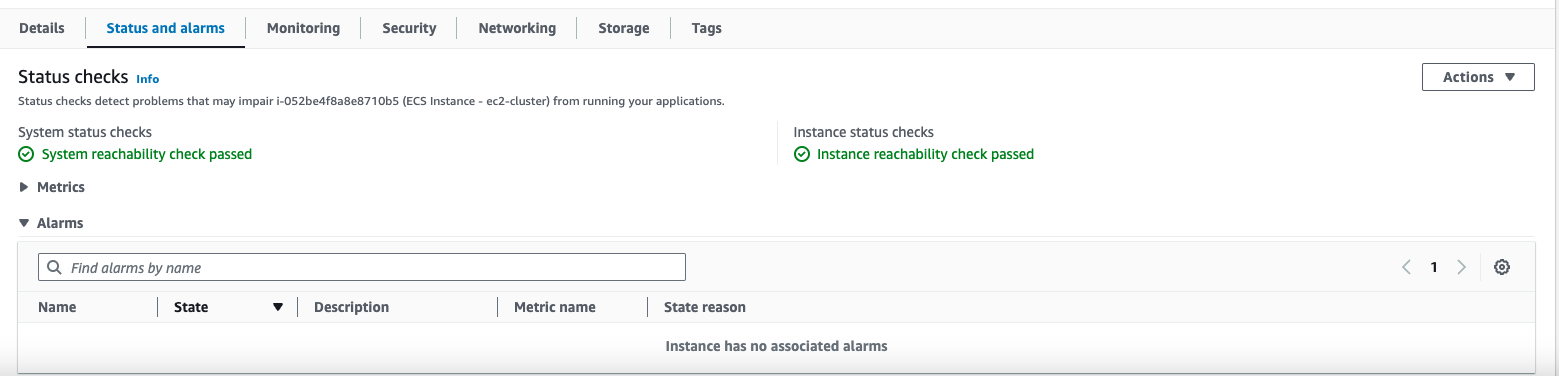 Details Status and alarms Monitoring Security Networking Storage Tags
Status checks Info Actions
Status checks detect problems that may impair i-052be4f8a8e8710b5 (ECS Instance - ec2-cluster) from running your applications.
System status checks Instance status checks
System reachability check passed Instance reachability check passed
Metrics
Alarms
Find alarms by name 1
Name State Description Metric name State reason
Instance has no associated alarms